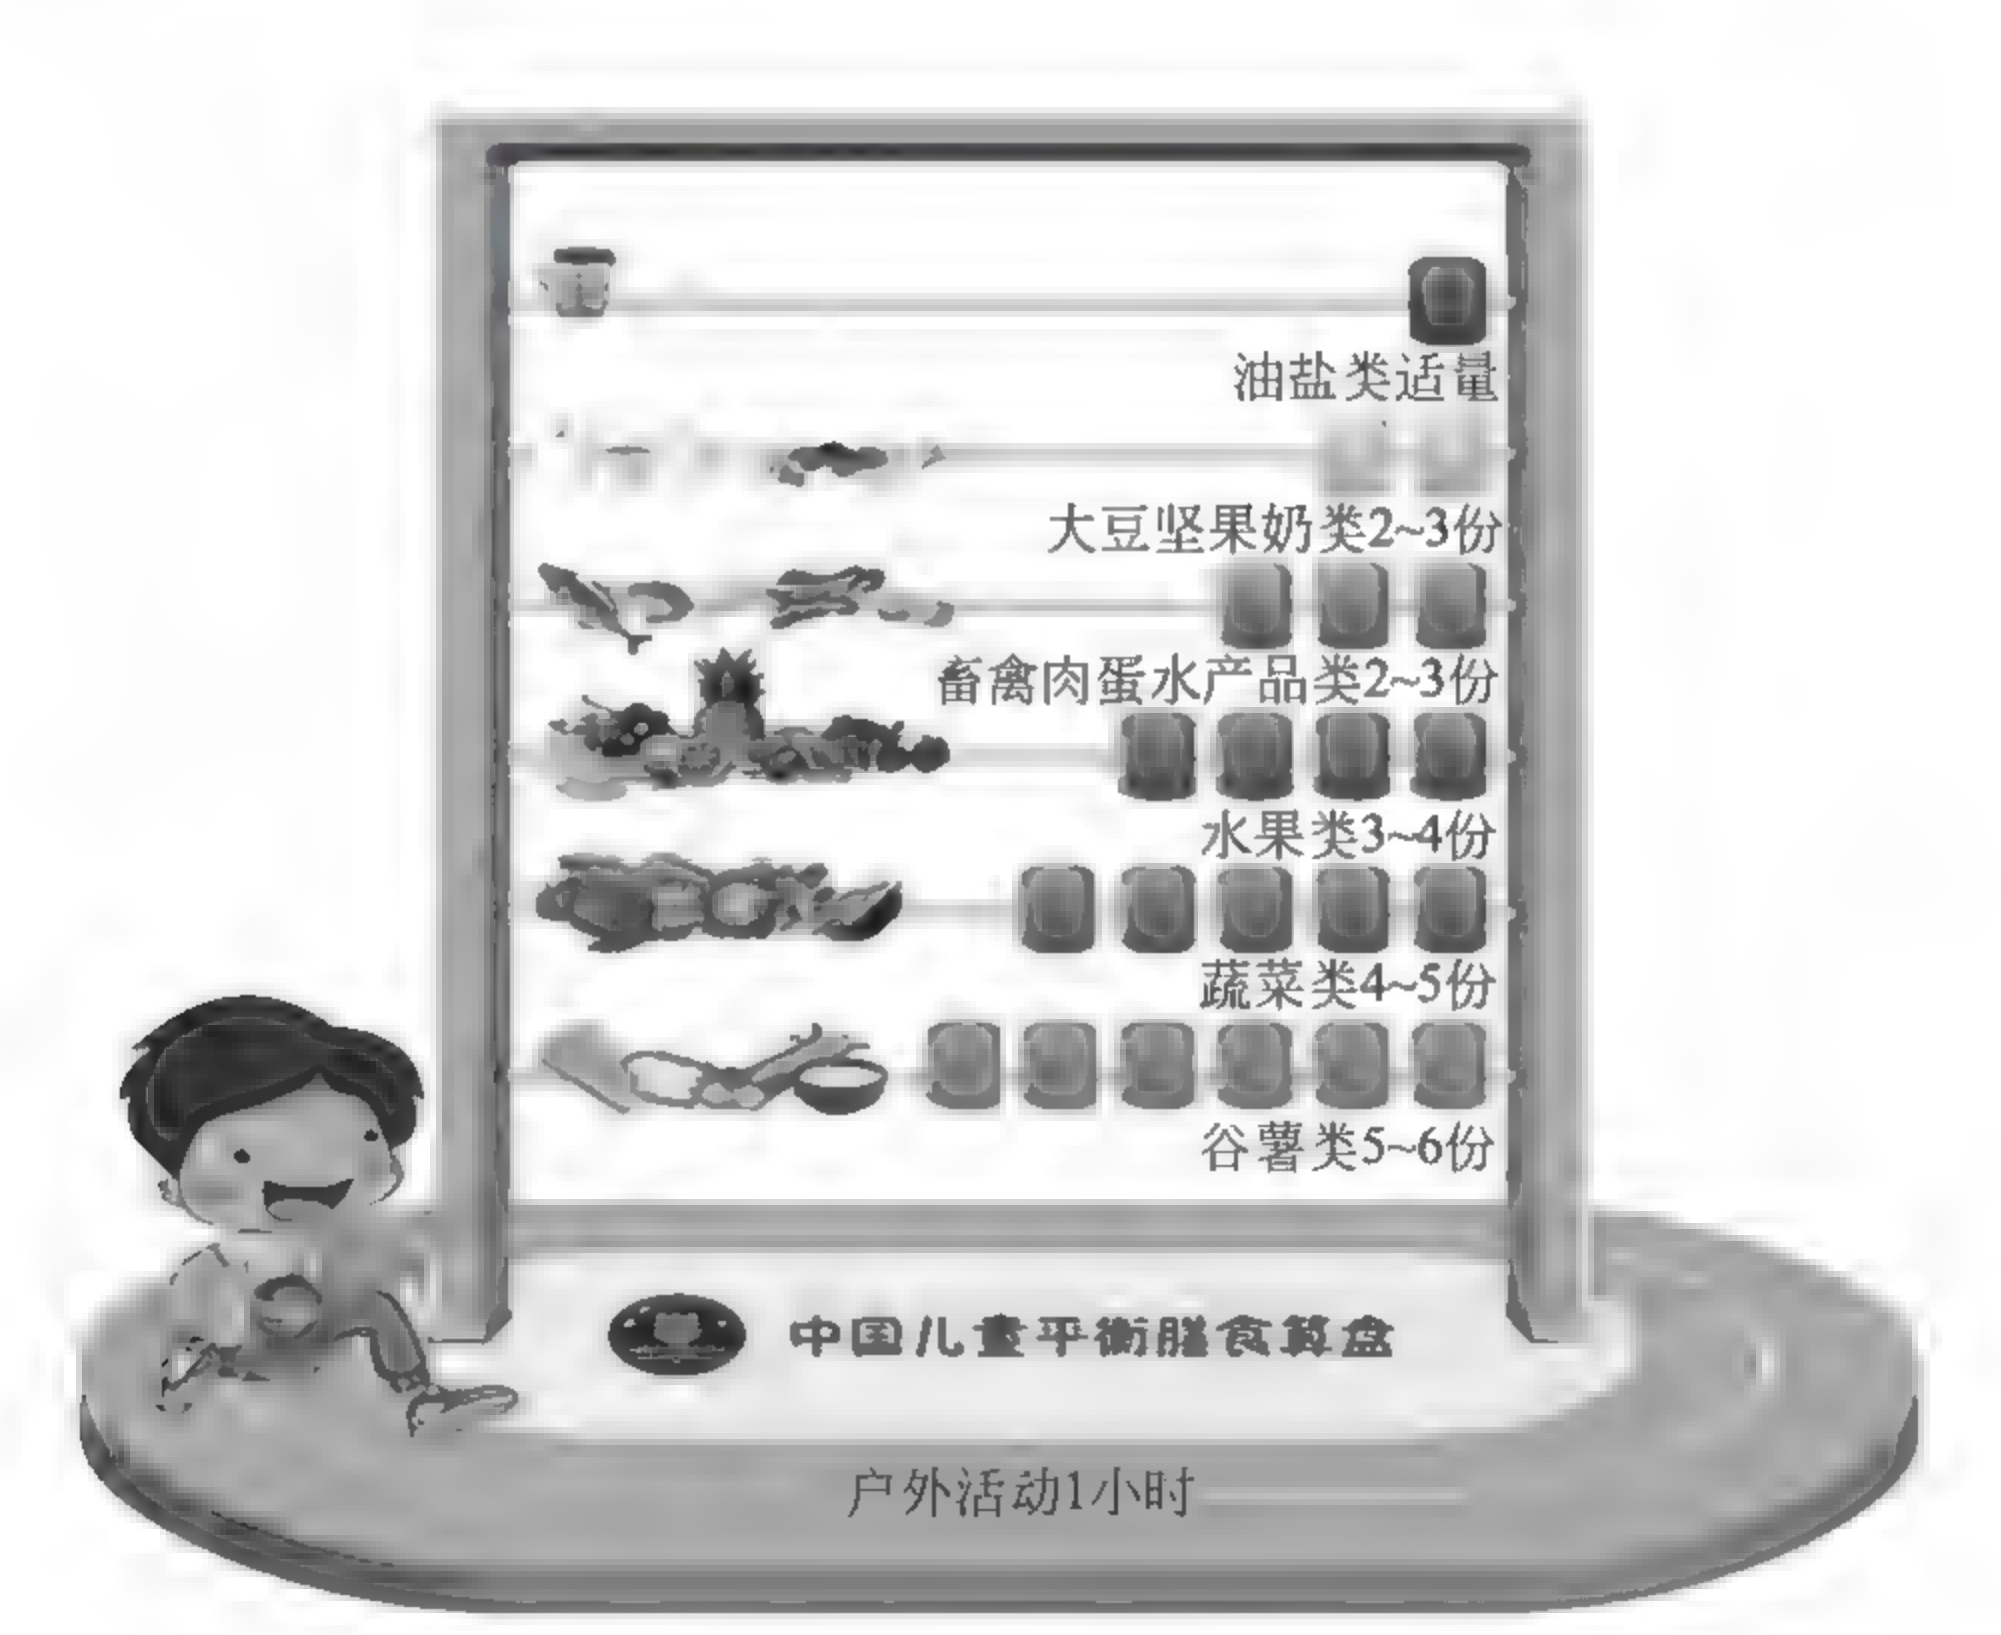 油盐类适量
大豆坚果奶类2~3份
畜禽肉蛋水产品类2~3份
水果类3~4份
蔬菜类4~5份
谷薯类5~6份
中国儿童平衡膳食算盘
户外活动1小时